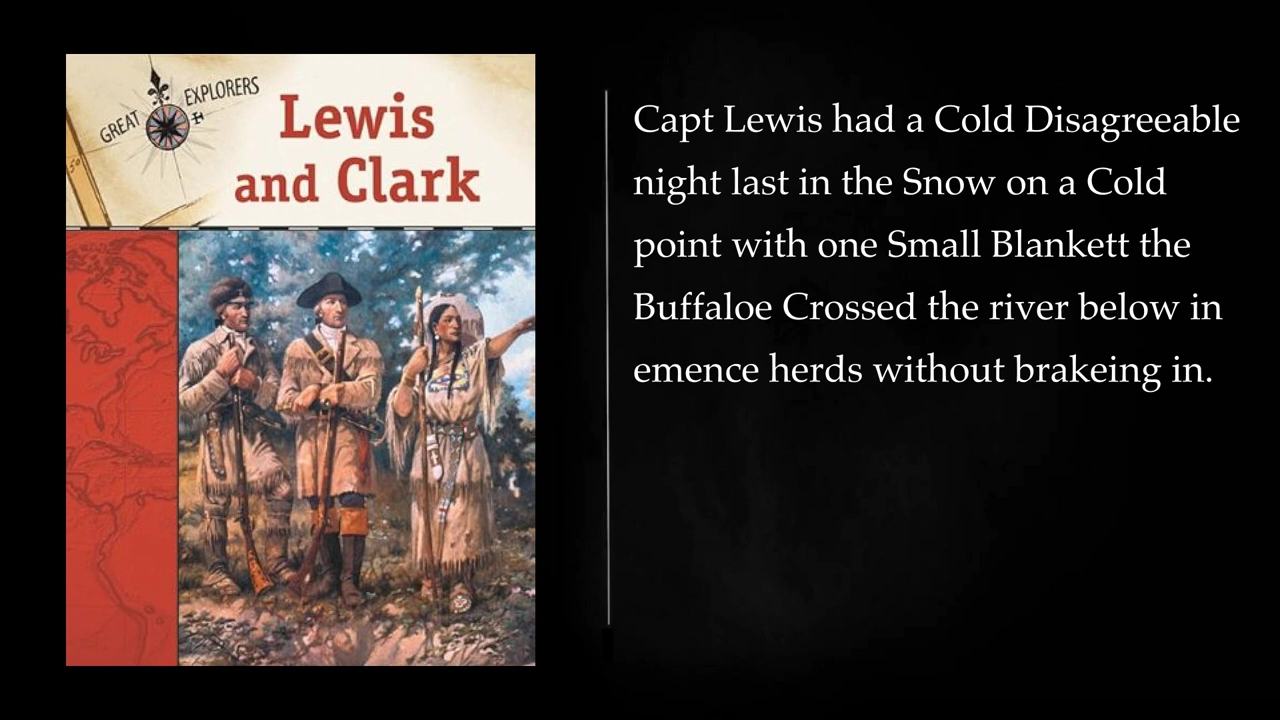 GREAT EXPLORERS
Lewis
and Clark
50
Capt Lewis had a Cold Disagreeable
night last in the Snow on a Cold
point with one Small Blankett the
Buffaloe Crossed the river below in
emence herds without brakeing in.